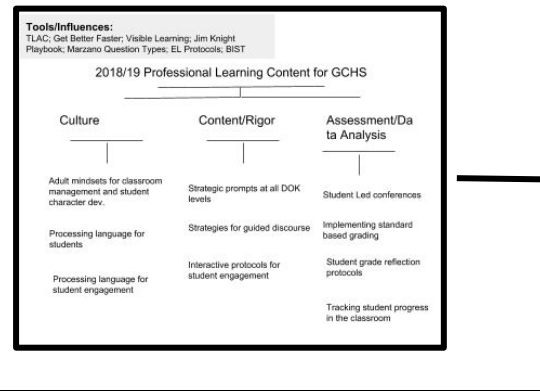 Tools/Influences:
TLAC; Get Better Faster; Visible Learning; Jim Knight
Playbook; Marzano Question Types; EL Protocols; BIST
2018/19 Professional Learning Content for GCHS
Culture
Adult mindsets for classroom
management and student
character dev.
Processing language for
students
Processing language for
student engagement
Content/Rigor
Strategic prompts at all DOK
levels
Strategies for guided discourse
Interactive protocols for
student engagement
Assessment/Da
ta Analysis
Student Led conferences
Implementing standard
based grading
Student grade reflection
protocols
Tracking student progress
in the classroom